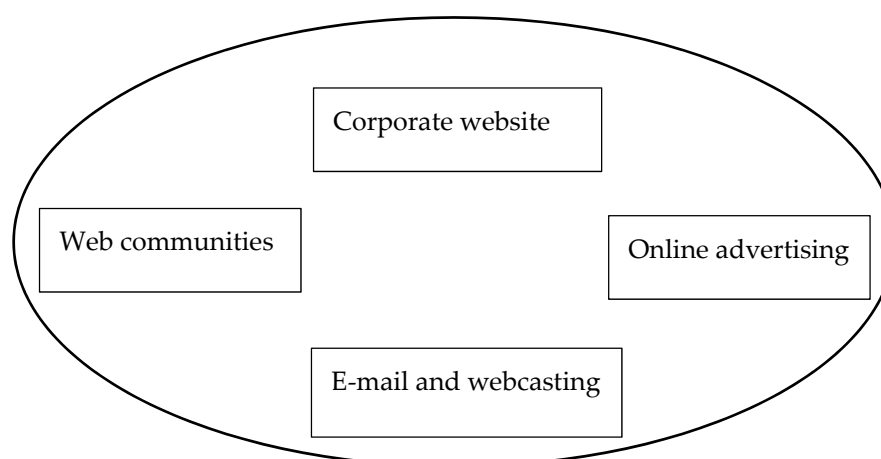 Corporate website
Web communities
Online advertising
E-mail and webcasting